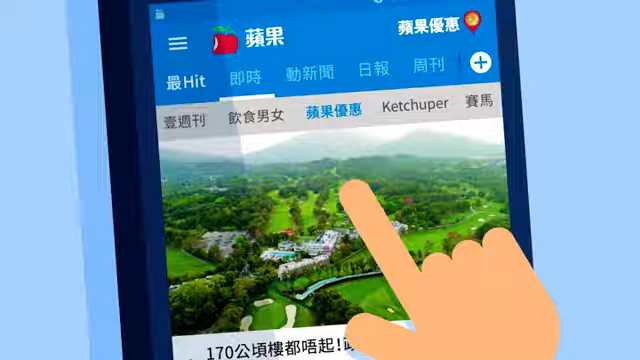 蘋果
蘋果優惠
最Hit 即時 動新聞 日報 周刊
壹週刊 飲食男女 蘋果優惠 Ketchuper 賽馬
170公頃樓都唔起!